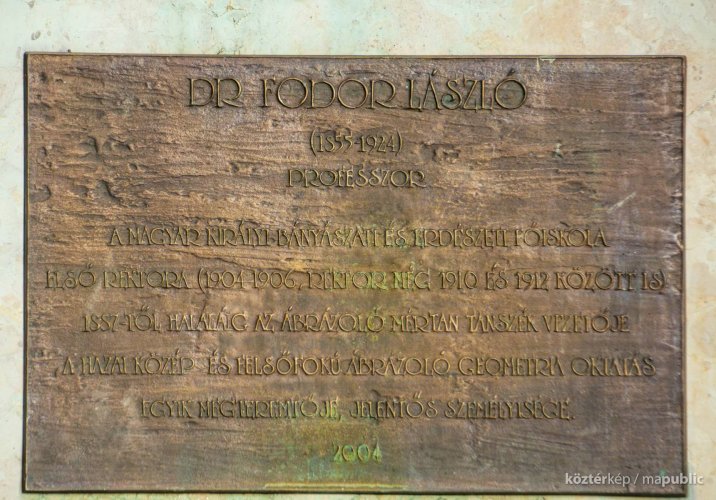 DR FODOR LÁSZLÓ
(1855-1924)
PROFESSZOR
A MAGYAR KIRÁLYI BÁNYÁSZATI ÉS ERDÉSZETI FŐISKOLA
ELSŐ REKTORA (1904-1906, REKTOR MÉG 1910 ÉS 1912 KÖZÖTT IS)
1887-TŐL HALÁLÁIG AZ ÁBRÁZOLÓ MÉRTAN TANSZÉK VEZETŐJE
A HAZAI KÖZÉP- ÉS FELSŐFOKÚ ÁBRÁZOLÓ GEOMETRIA OKTATÁS
EGYIK MEGTEREMTŐJE, JELENTŐS SZEMÉLYISÉGE.
2004
köztérkép / mapublic